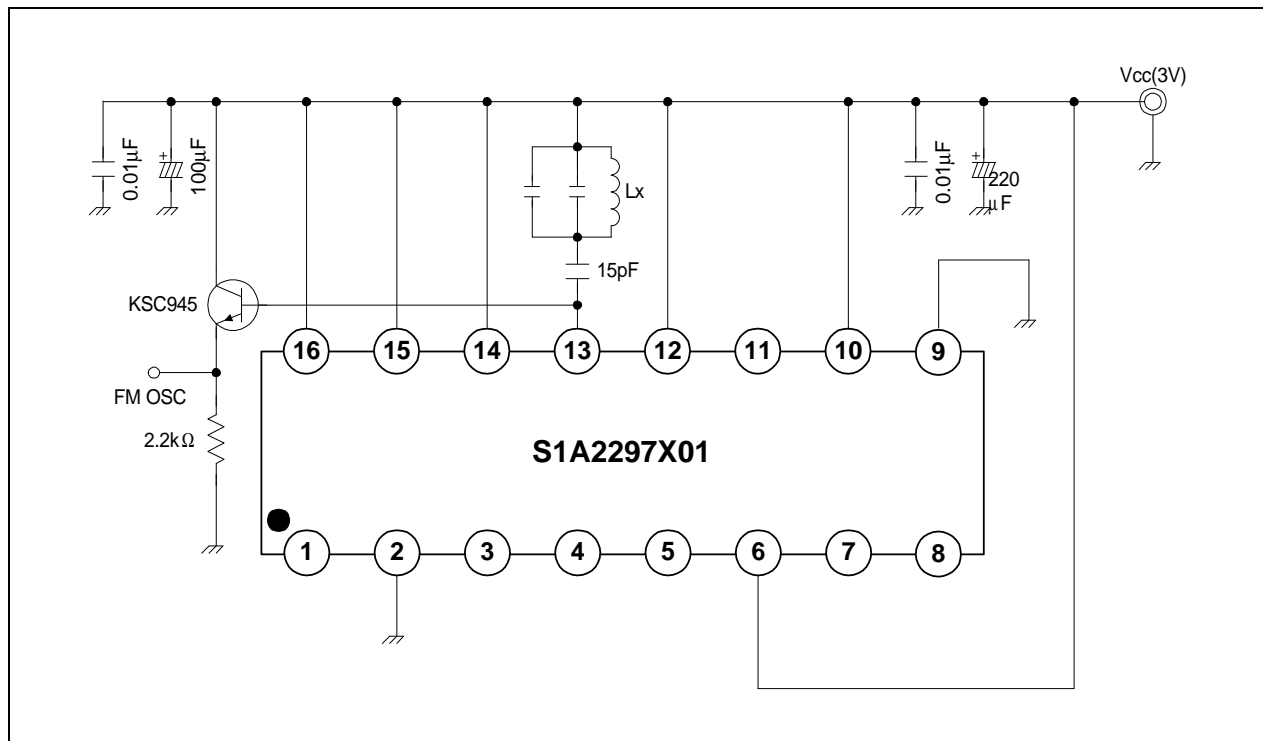 Vcc(3V)
0.01μF
100μF
Lx
0.01μF
220
μF
15pF
KSC945
16
15
14
13
12
11
10
9
FM OSC
2.2kΩ
S1A2297X01
1
2
3
4
5
6
7
8
+
+